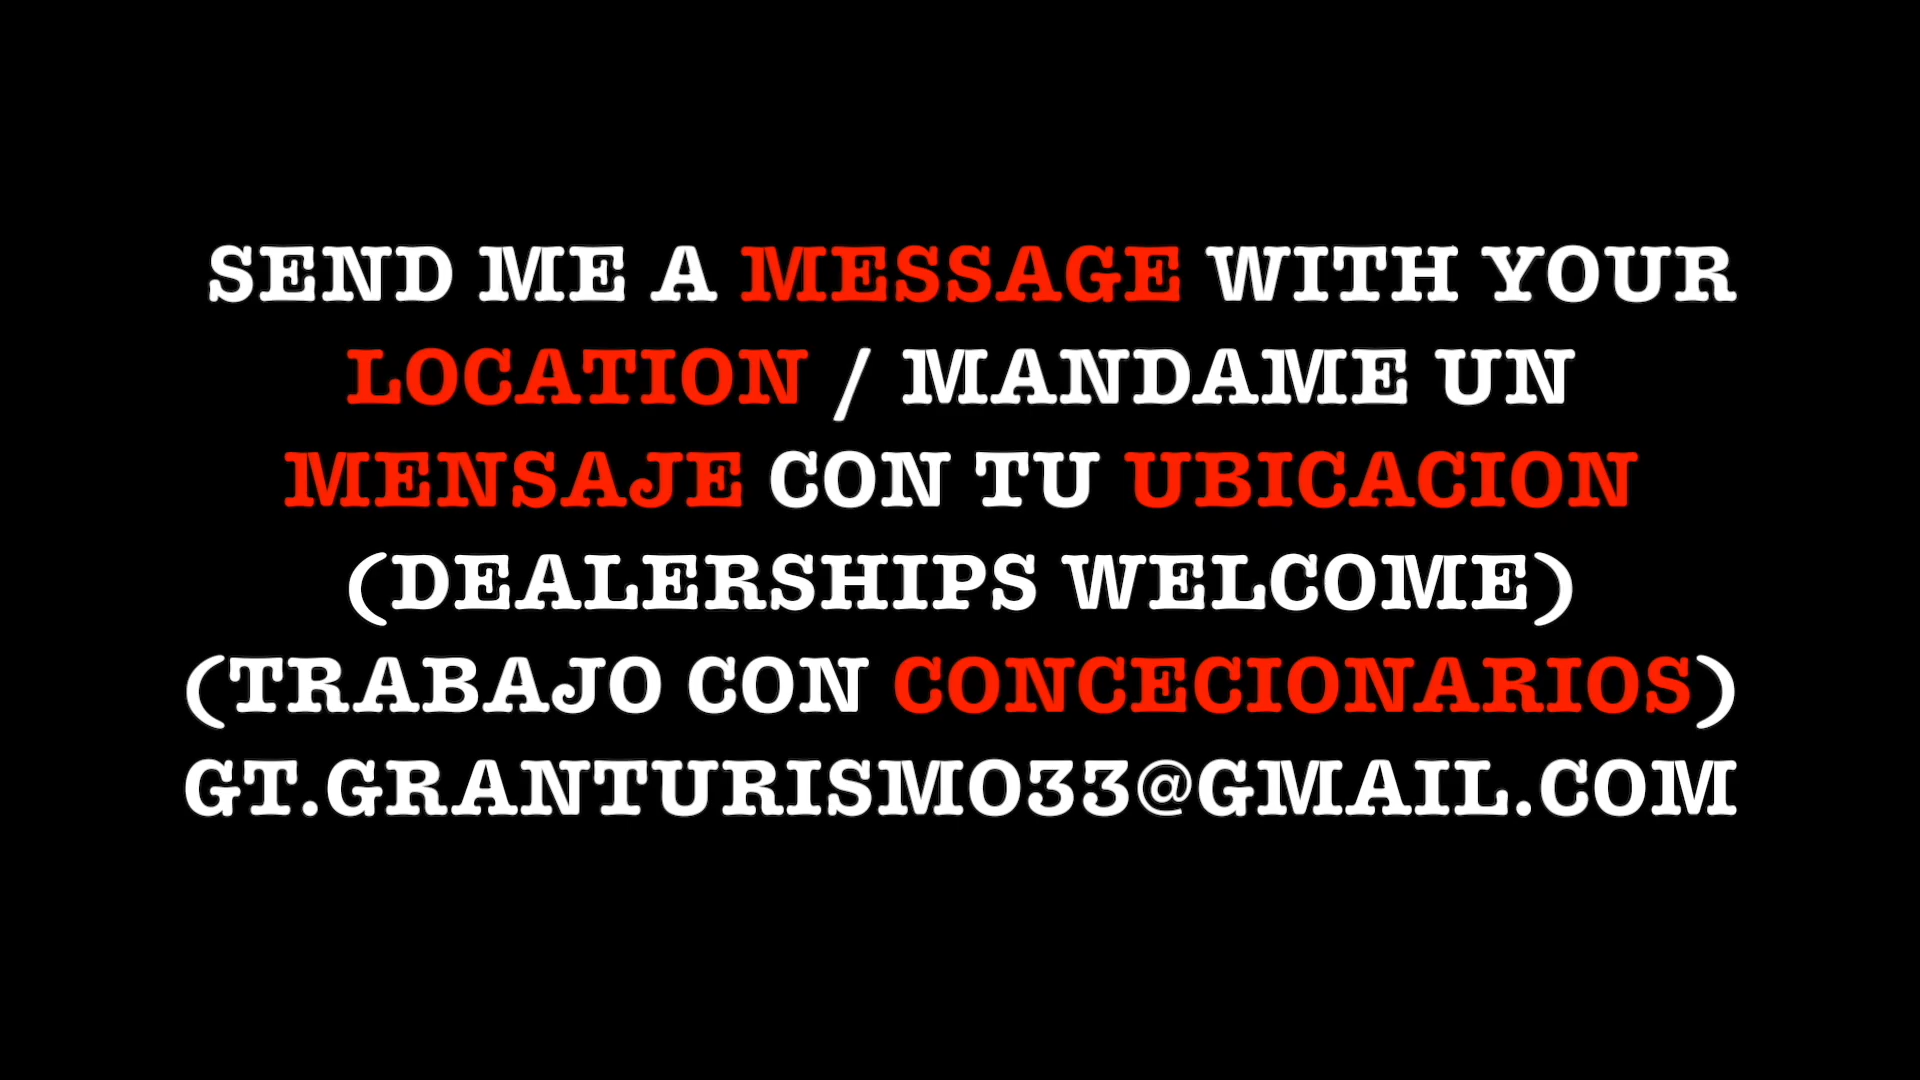 SEND ME A MESSAGE WITH YOUR
LOCATION / MANDAME UN
MENSAJE CON TU UBICACION
(DEALERSHIPS WELCOME)
(TRABAJO CON CONCECIONARIOS)
GT.GRANTURISMO33@GMAIL.COM